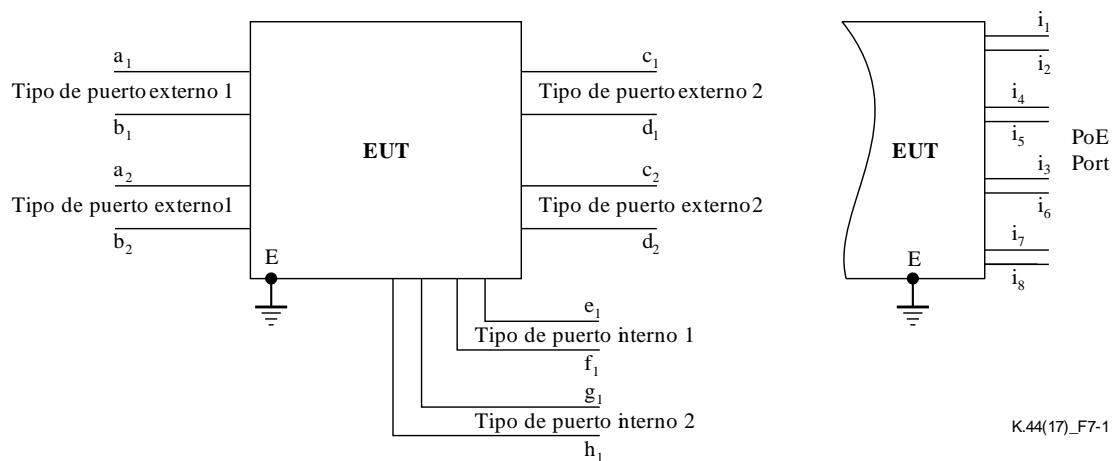 a1
Tipo de puerto externo 1
b1
a2
Tipo de puerto externo1
b2
EUT
E
c1
Tipo de puerto externo 2
d1
c2
Tipo de puerto externo2
d2
e1
Tipo de puerto interno 1
f1
g1
Tipo de puerto interno 2
h1
EUT
E
i1
i2
i4
i5
i3
i6
i7
i8
PoE
Port
K.44(17)_F7-1